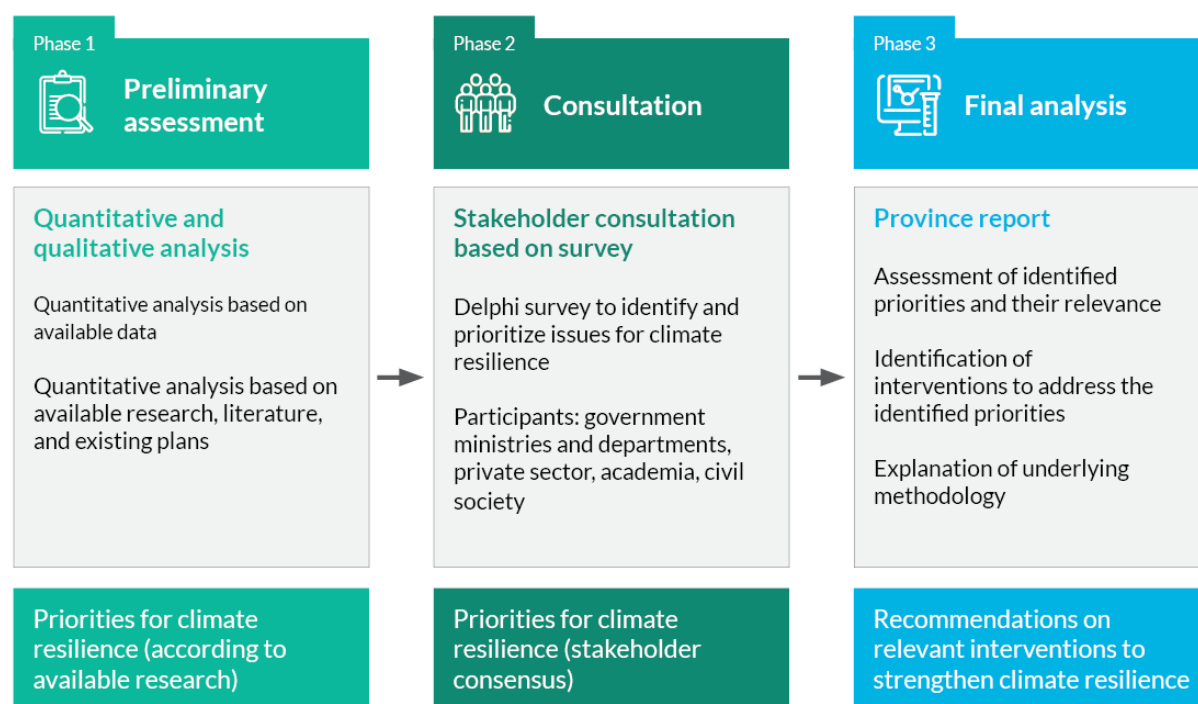 Phase 1
Preliminary
assessment
Quantitative and
qualitative analysis
Quantitative analysis based on
available data
Quantitative analysis based on
available research, literature,
and existing plans
Priorities for climate
resilience (according to
available research)
Phase 2
Consultation
Stakeholder consultation
based on survey
Delphi survey to identify and
prioritize issues for climate
resilience
Participants: government
ministries and departments,
private sector, academia, civil
society
Priorities for climate
resilience (stakeholder
consensus)
Phase 3
Final analysis
Province report
Assessment of identified
priorities and their relevance
Identification of
interventions to address the
identified priorities
Explanation of underlying
methodology
Recommendations on
relevant interventions to
strengthen climate resilience